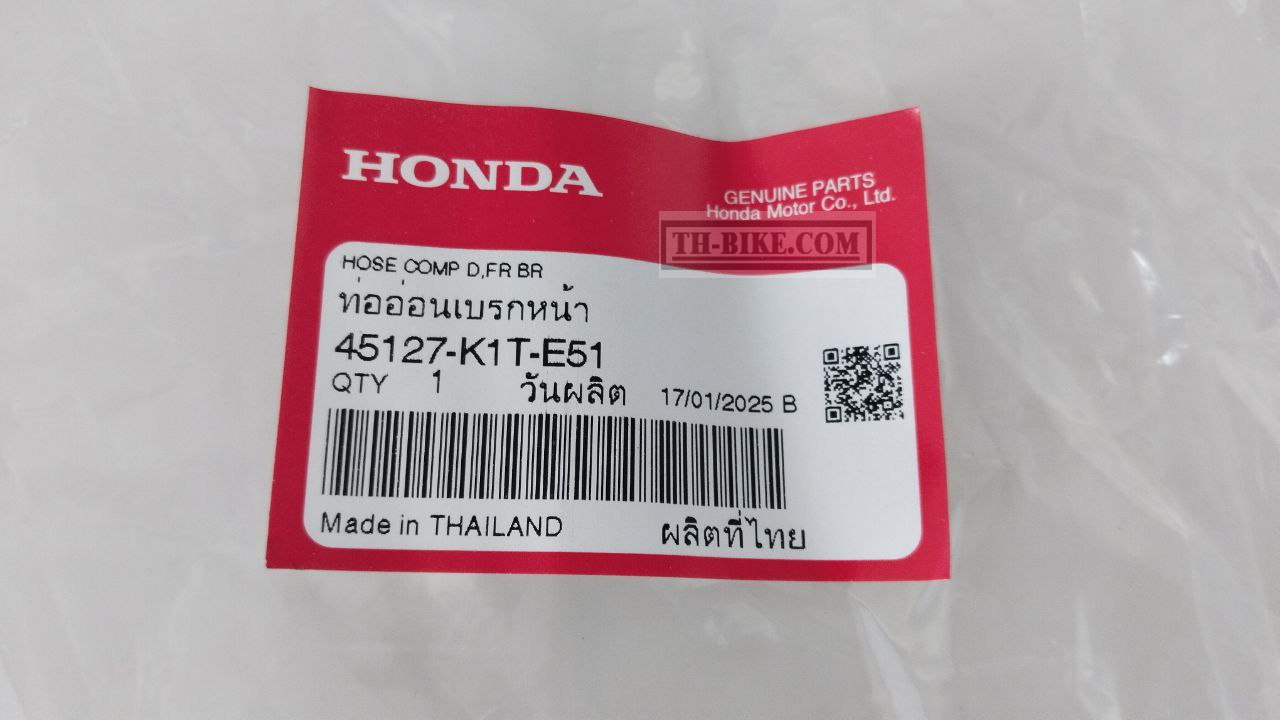 HONDA
GENUINE PARTS
Honda Motor Co., Ltd.
TH-BIKE.COM
HOSE COMP D,FR BR
ท่ออ่อนเบรกหน้า
45127-K1T-E51
QTY 1 วันผลิต 17/01/2025 B
Made in THAILAND ผลิตที่ไทย